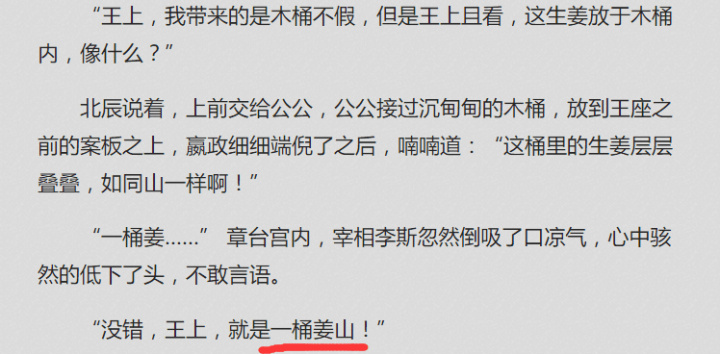 “王上，我带来的是木桶不假，但是王上且看，这生姜放于木桶
内，像什么？”
北辰说着，上前交给公公，公公接过沉甸甸的木桶，放到王座之
前的案板之上，嬴政细细端倪了之后，喃喃道：“这桶里的生姜层层
叠叠，如同山一样啊！”
“一桶姜……” 章台宫内，宰相李斯忽然倒吸了口凉气，心中骇
然的低下了头，不敢言语。
“没错，王上，就是一桶姜山！”